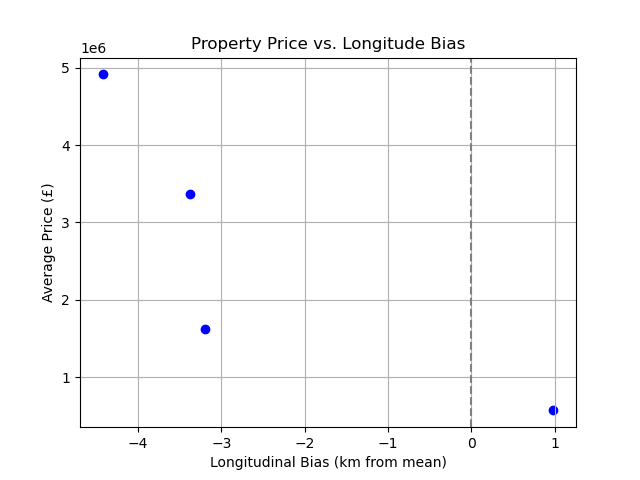 Property Price vs. Longitude Bias
1e6
5
4
3
2
1
Average Price (£)
−4 −3 −2 −1 0 1
Longitudinal Bias (km from mean)